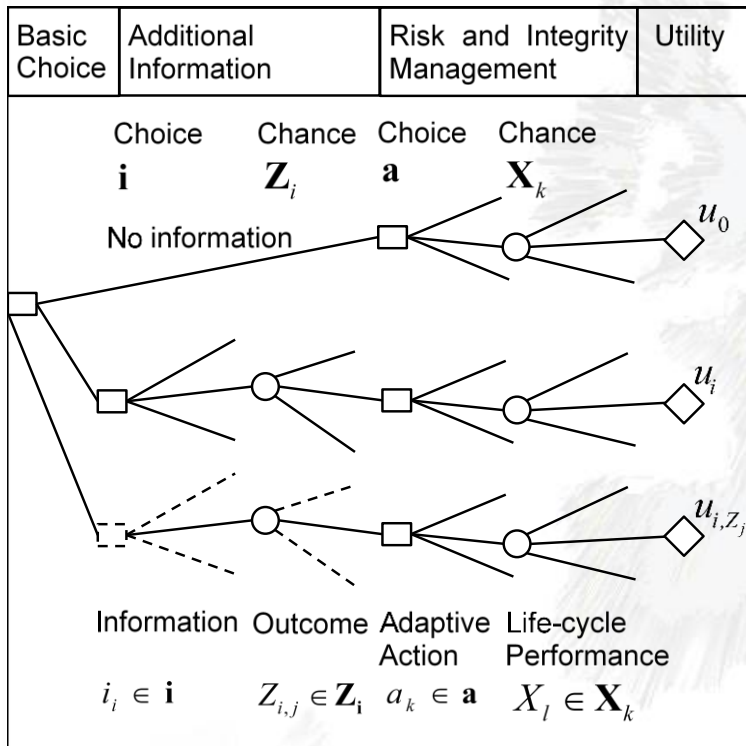 Basic Choice
Additional Information
Risk and Integrity Management
Utility
Choice Chance Choice Chance
i Z_i a X_k
No information
u_0
u_i
u_{i,Z_j}
Information Outcome Adaptive Action Life-cycle Performance
i_i ∈ i Z_{i,j} ∈ Z_i a_k ∈ a X_l ∈ X_k